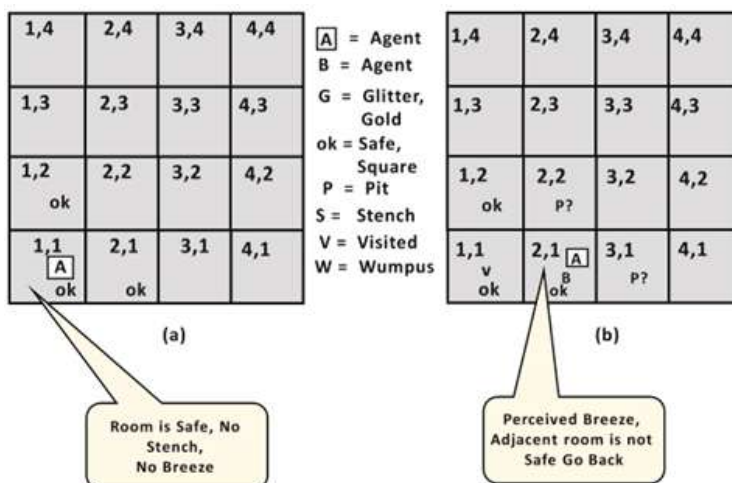 1,4 2,4 3,4 4,4
1,3 2,3 3,3 4,3
1,2 2,2 3,2 4,2
ok
1,1 2,1 3,1 4,1
A
ok ok
(a)
Room is Safe, No
Stench,
No Breeze
A = Agent
B = Agent
G = Glitter,
Gold
ok = Safe,
Square
P = Pit
S = Stench
V = Visited
W = Wumpus
1,4 2,4 3,4 4,4
1,3 2,3 3,3 4,3
1,2 2,2 3,2 4,2
ok P?
1,1 2,1 A 3,1 4,1
v B P?
ok ok
(b)
Perceived Breeze,
Adjacent room is not
Safe Go Back